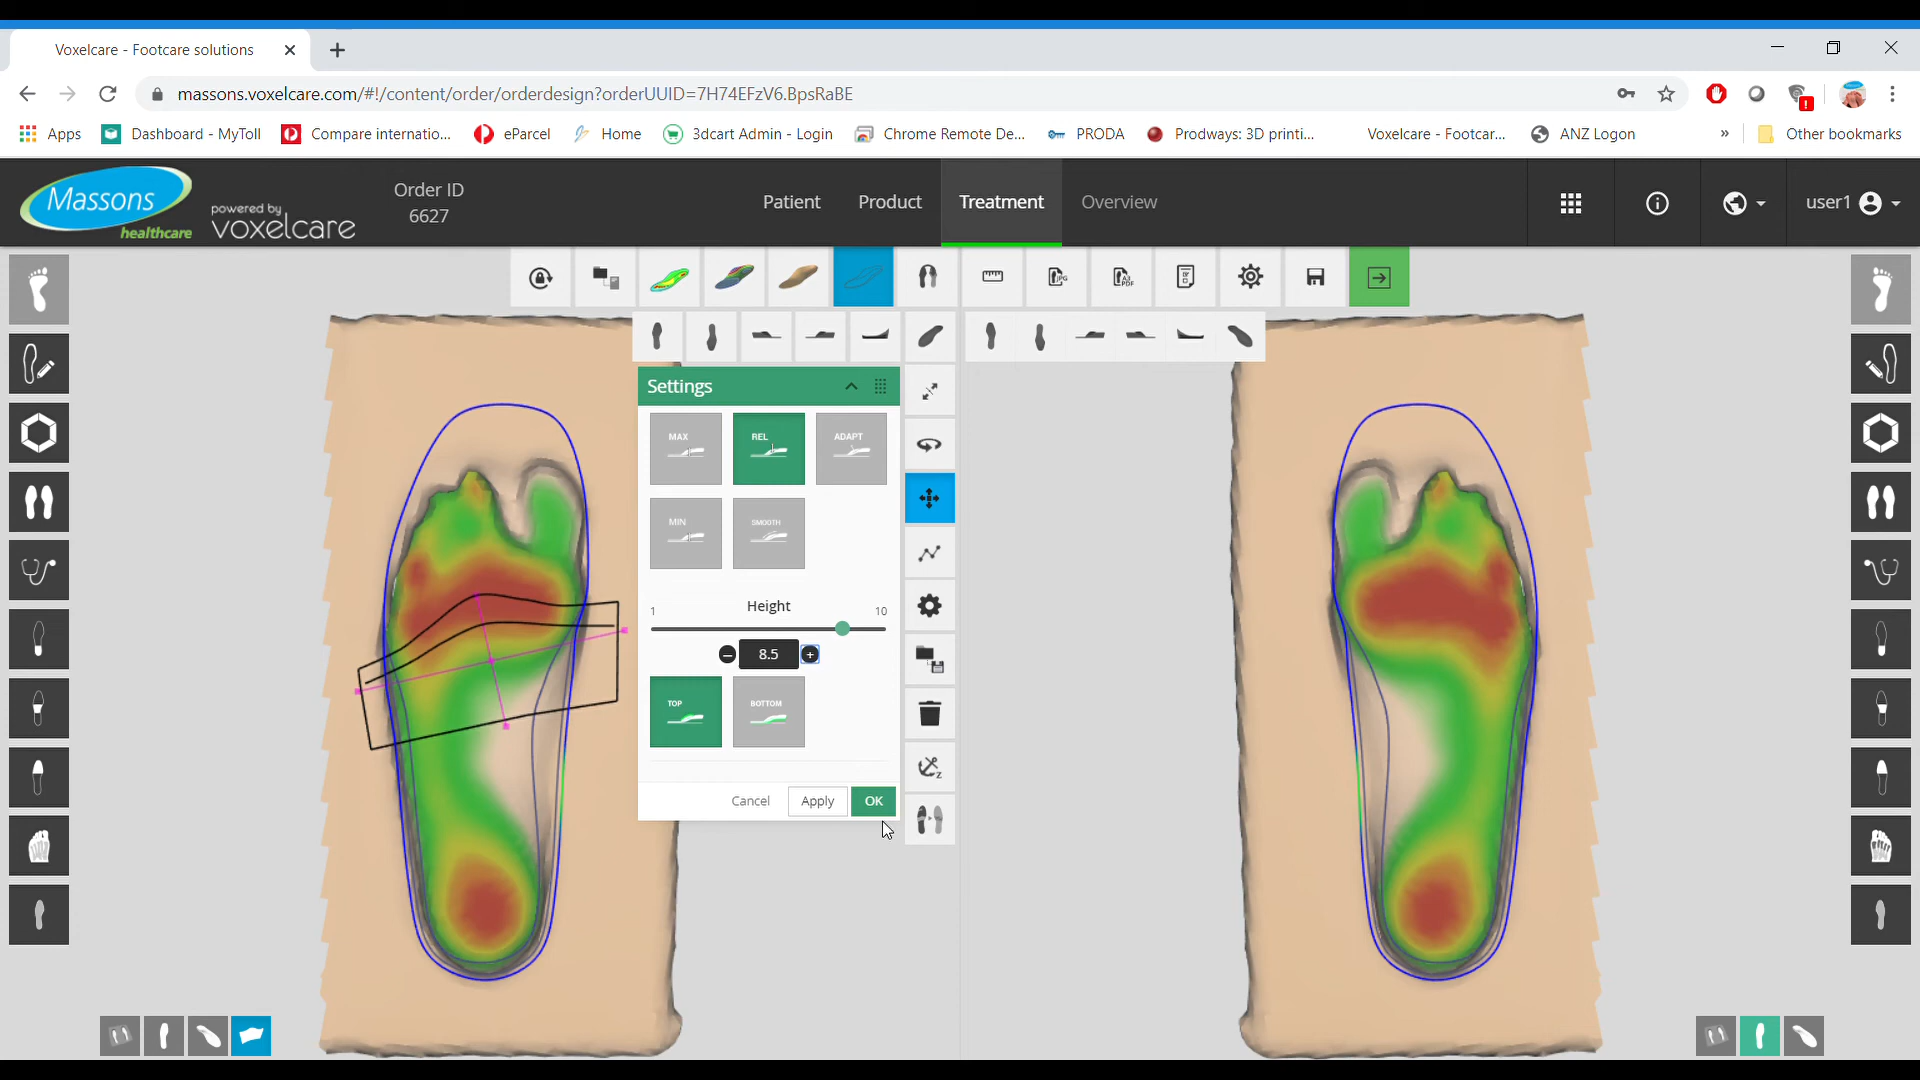 Voxelcare - Footcare solutions
massons.voxelcare.com/#!/content/order/orderdesign?orderUUID=7H74EFzV6.BpsRaBE
Apps
Dashboard - MyToll
Compare internatio...
eParcel
Home
3dcart Admin - Login
Chrome Remote De...
PRODA
Prodways: 3D printi...
Voxelcare - Footcar...
ANZ Logon
»
Other bookmarks
Massons
healthcare
powered by
voxelcare
Order ID
6627
Patient
Product
Treatment
Overview
user1
JPG
A3
PDF
Settings
MAX
REL
ADAPT
MIN
SMOOTH
1
Height
10
8.5
TOP
BOTTOM
Cancel
Apply
OK
Z